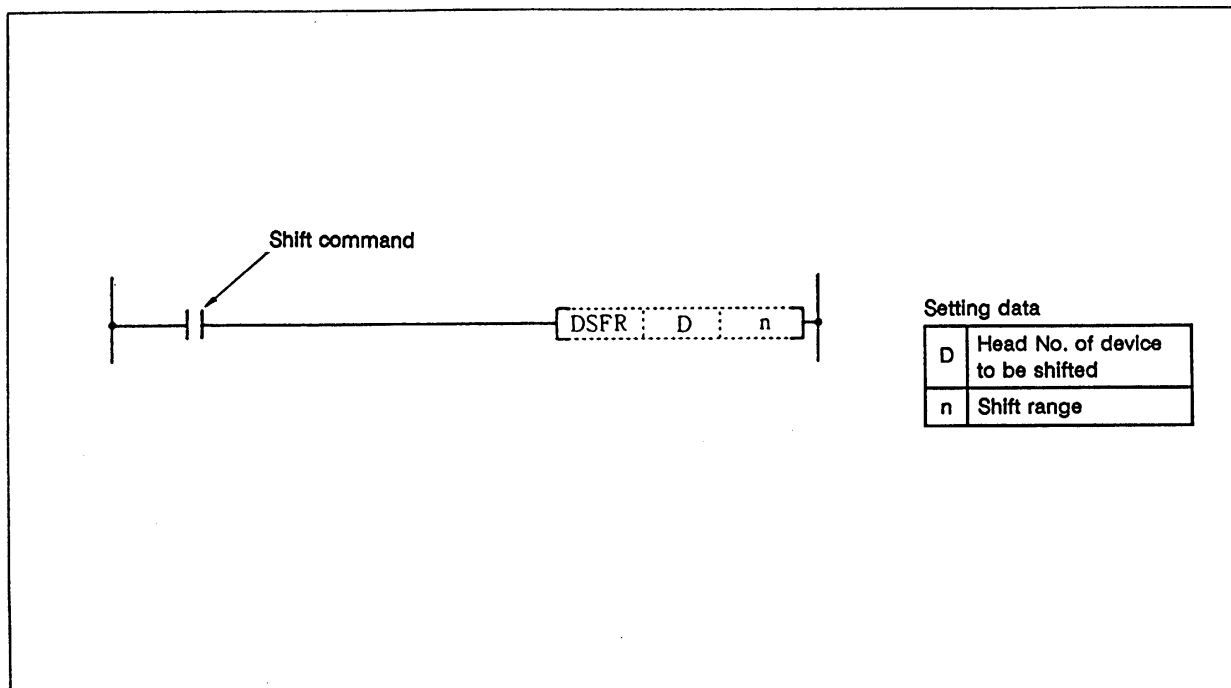 Shift command
DSFR D n
Setting data
D Head No. of device
to be shifted
n Shift range